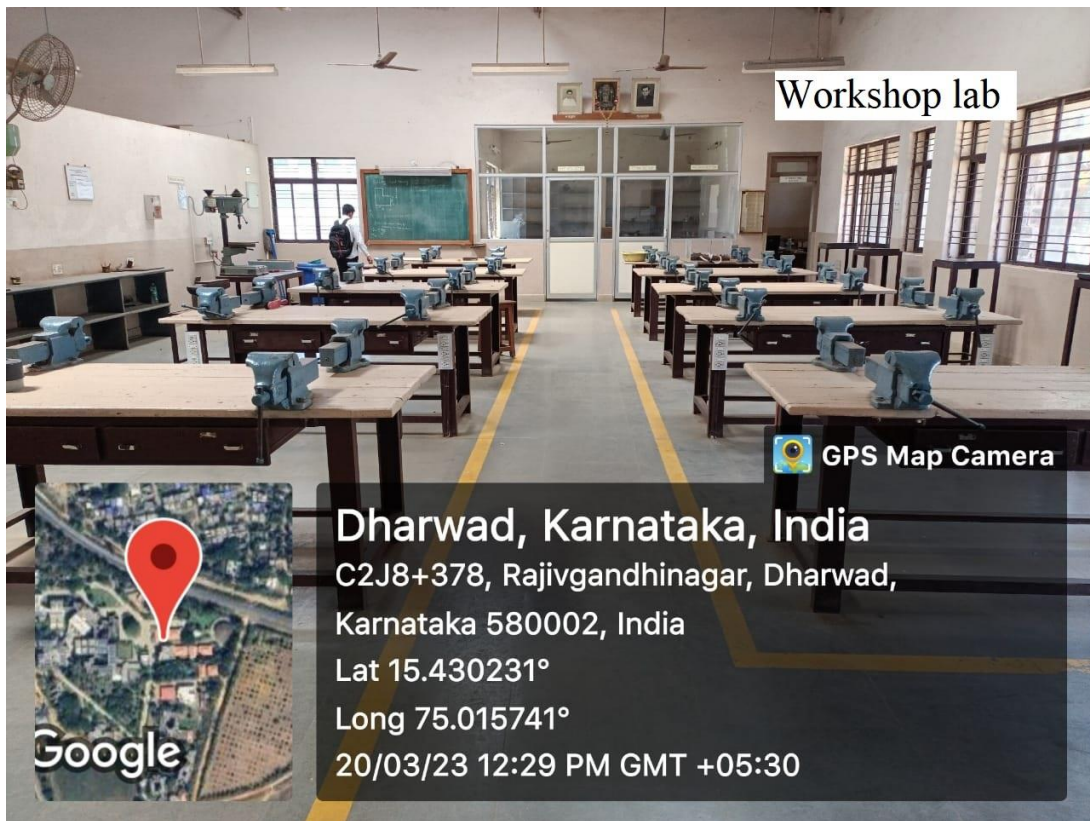 Workshop lab
GPS Map Camera
Dharwad, Karnataka, India
C2J8+378, Rajivgandhinagar, Dharwad,
Karnataka 580002, India
Lat 15.430231°
Long 75.015741°
20/03/23 12:29 PM GMT +05:30
Google